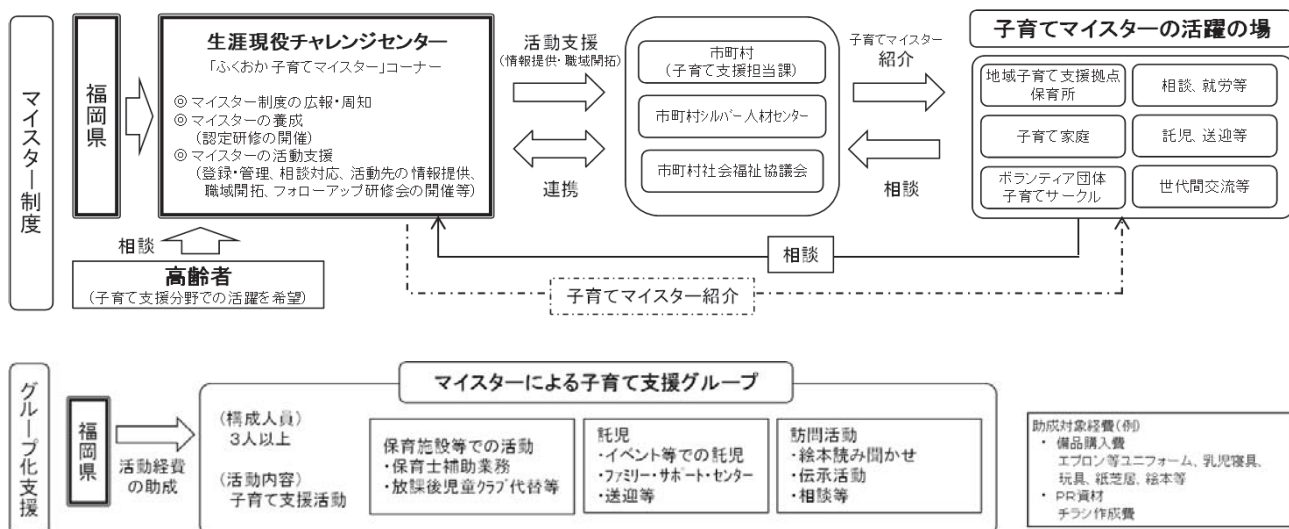 マイスター制度
福岡県
生涯現役チャレンジセンター
「ふくおか子育てマイスター」コーナー
◎マイスター制度の広報・周知
◎マイスターの養成
(認定研修の開催)
◎マイスターの活動支援
(登録・管理、相談対応、活動先の情報提供、
職域開拓、フォローアップ研修会の開催等)
相談
高齢者
(子育て支援分野での活躍を希望)
活動支援
(情報提供・職域開拓)
連携
市町村
(子育て支援担当課)
市町村シルバー人材センター
市町村社会福祉協議会
子育てマイスター
紹介
相談
子育てマイスターの活躍の場
地域子育て支援拠点
保育所
相談、就労等
子育て家庭
託児、送迎等
ボランティア団体
子育てサークル
世代間交流等
相談
子育てマイスター紹介
グループ化支援
福岡県
活動経費
の助成
マイスターによる子育て支援グループ
(構成人員)
3人以上
(活動内容)
子育て支援活動
保育施設等での活動
・保育士補助業務
・放課後児童クラブ代替等
託児
・イベント等での託児
・ファミリー・サポート・センター
・送迎等
訪問活動
・絵本読み聞かせ
・伝承活動
・相談等
助成対象経費(例)
・ 備品購入費
エプロン等ユニフォーム、乳児寝具、
玩具、紙芝居、絵本等
・ PR資材
チラシ作成費